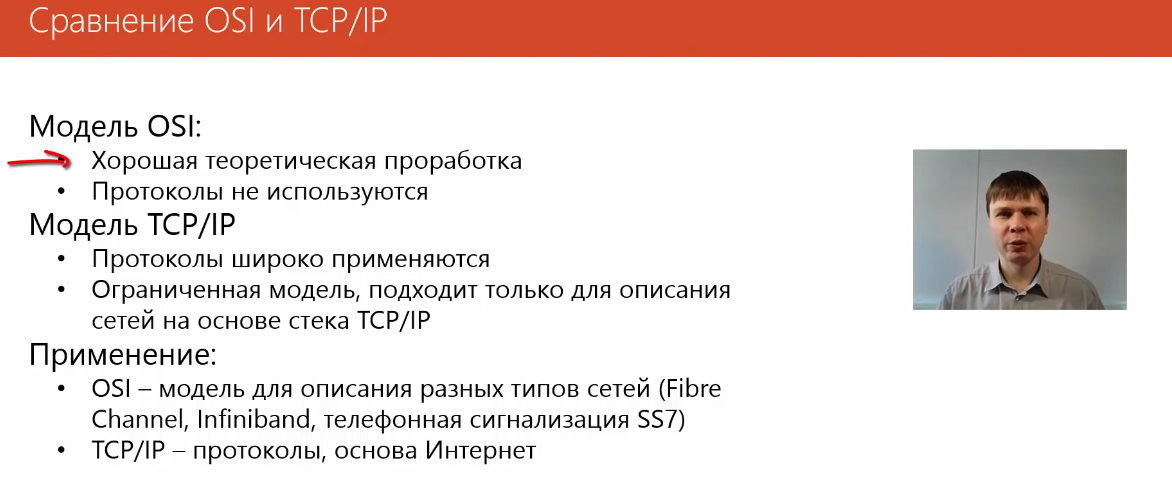 Сравнение OSI и TCP/IP
Модель OSI:
• Хорошая теоретическая проработка
• Протоколы не используются
Модель TCP/IP
• Протоколы широко применяются
• Ограниченная модель, подходит только для описания
сетей на основе стека TCP/IP
Применение:
• OSI – модель для описания разных типов сетей (Fibre
Channel, Infiniband, телефонная сигнализация SS7)
• TCP/IP – протоколы, основа Интернет